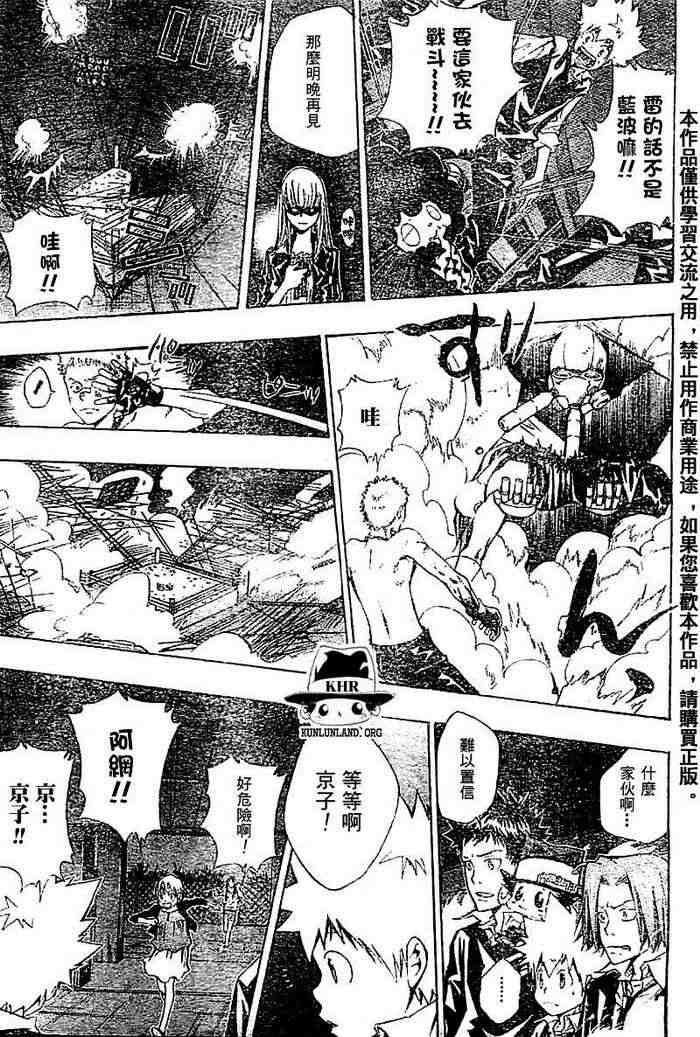 雷的話不是
藍波嘛!!
要這家伙去
戰斗~~~~!!
那麼明晚再見
哇啊!!
哇
什麼
家伙啊…
難以置信
等等啊
京子!
好危險啊!
阿綱!!
京…
京子!!
KHR
KUNLUNLAND.ORG
本作品僅供學習交流之用,禁止用作商業用途,如果您喜歡本作品,請購買正版。